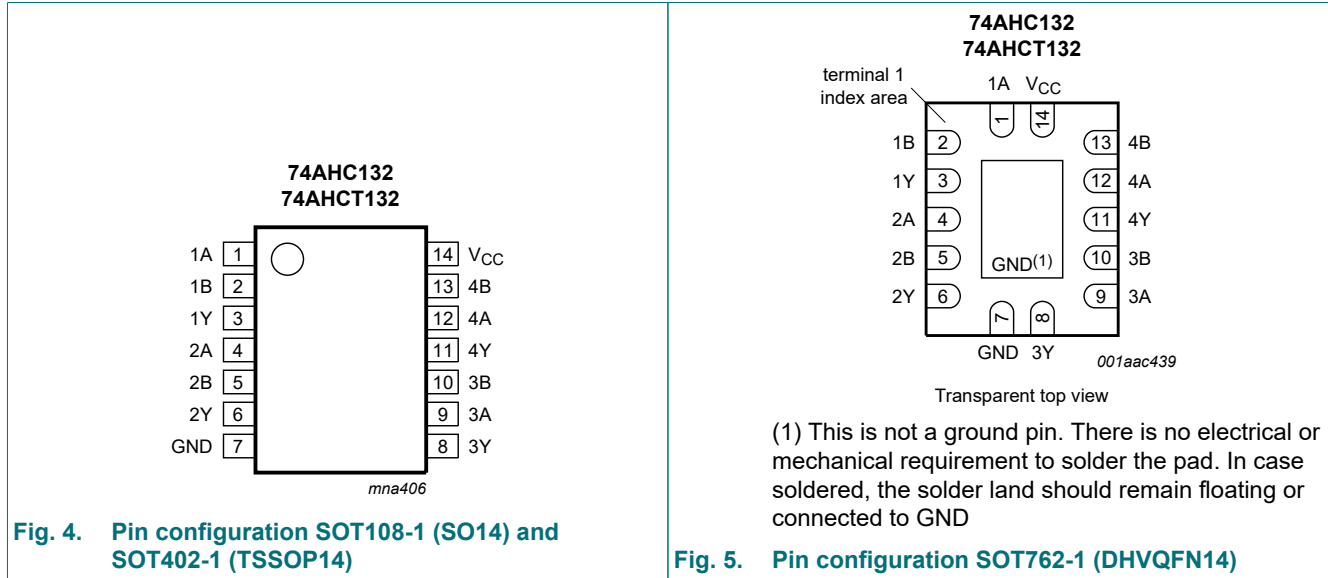 74AHC132
74AHCT132
1A 1 14 VCC
1B 2 13 4B
1Y 3 12 4A
2A 4 11 4Y
2B 5 10 3B
2Y 6 9 3A
GND 7 8 3Y
mna406
Fig. 4. Pin configuration SOT108-1 (SO14) and
SOT402-1 (TSSOP14)
74AHC132
74AHCT132
terminal 1
index area
1A VCC
1 14
1B 2 13 4B
1Y 3 12 4A
2A 4 11 4Y
2B 5 10 3B
GND(1)
2Y 6 9 3A
7 8
GND 3Y
001aac439
Transparent top view
(1) This is not a ground pin. There is no electrical or
mechanical requirement to solder the pad. In case
soldered, the solder land should remain floating or
connected to GND
Fig. 5. Pin configuration SOT762-1 (DHVQFN14)